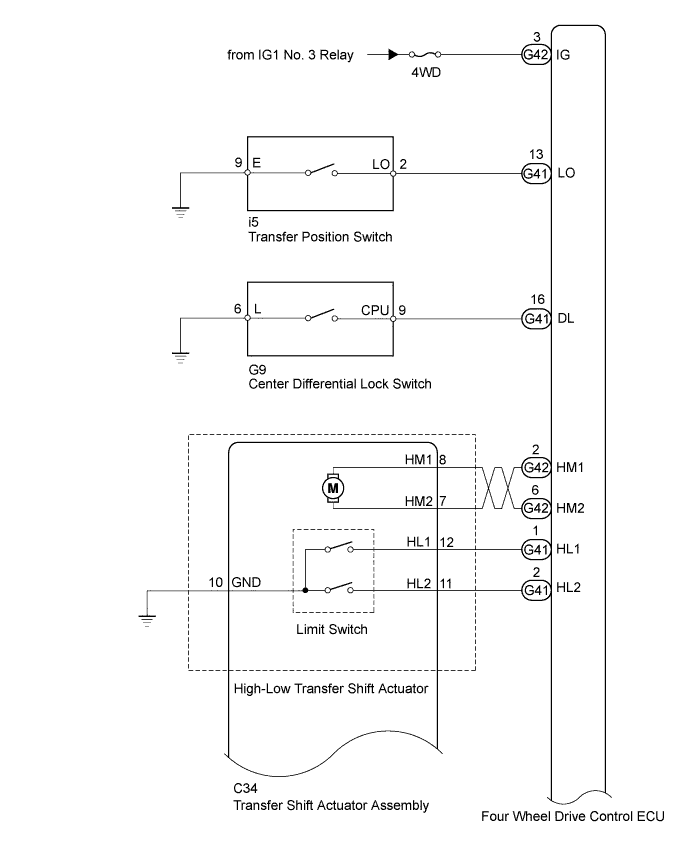 3
from IG1 No. 3 Relay
G42 IG
4WD
13
9 E LO 2
G41 LO
i5
Transfer Position Switch
16
6 L CPU 9
G41 DL
G9
Center Differential Lock Switch
2
HM1 8
G42 HM1
M
6
HM2 7
G42 HM2
1
HL1 12
G41 HL1
2
10 GND HL2 11
G41 HL2
Limit Switch
High-Low Transfer Shift Actuator
C34
Transfer Shift Actuator Assembly
Four Wheel Drive Control ECU